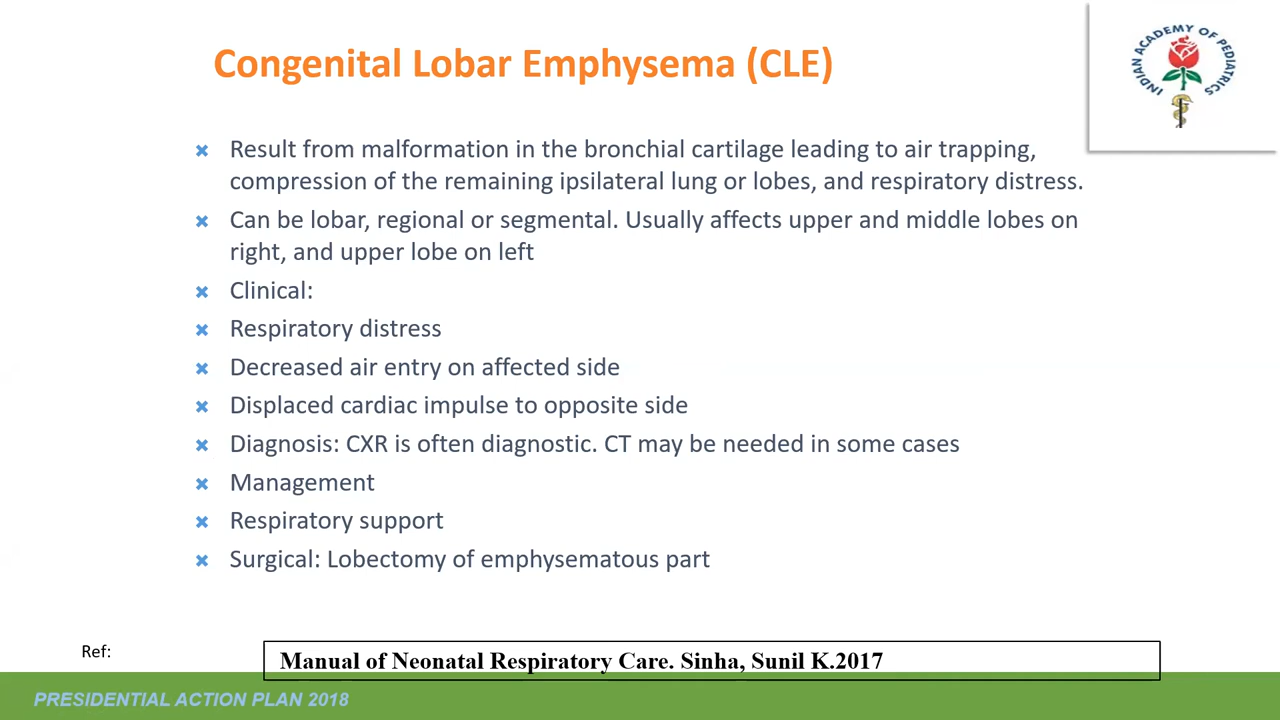 Congenital Lobar Emphysema (CLE)
INDIAN ACADEMY OF PEDIATRICS
Result from malformation in the bronchial cartilage leading to air trapping,
compression of the remaining ipsilateral lung or lobes, and respiratory distress.
Can be lobar, regional or segmental. Usually affects upper and middle lobes on
right, and upper lobe on left
Clinical:
Respiratory distress
Decreased air entry on affected side
Displaced cardiac impulse to opposite side
Diagnosis: CXR is often diagnostic. CT may be needed in some cases
Management
Respiratory support
Surgical: Lobectomy of emphysematous part
Ref:
Manual of Neonatal Respiratory Care. Sinha, Sunil K.2017
PRESIDENTIAL ACTION PLAN 2018